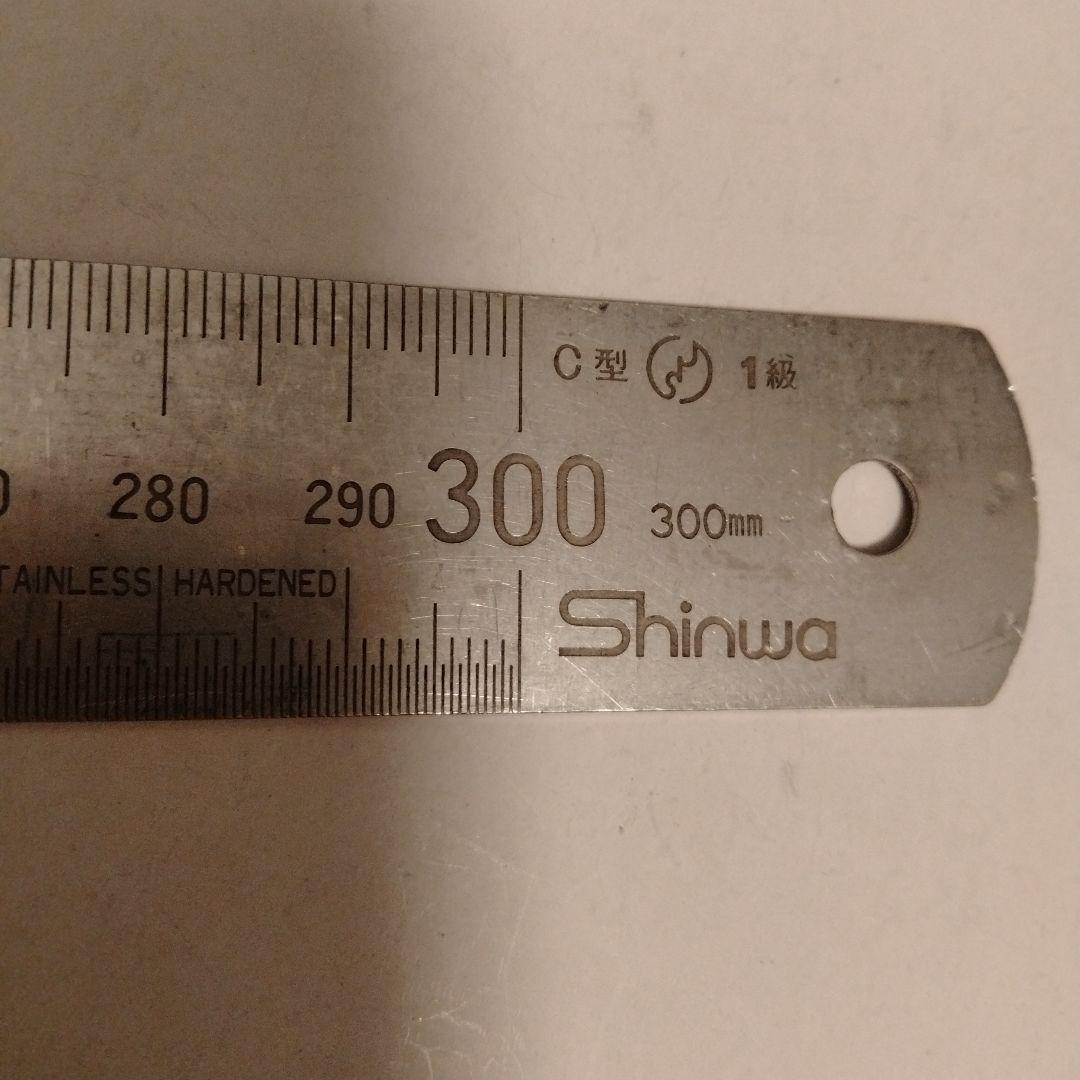 C型 1級
280 290 300 300mm
TAINLESS HARDENED
Shinwa